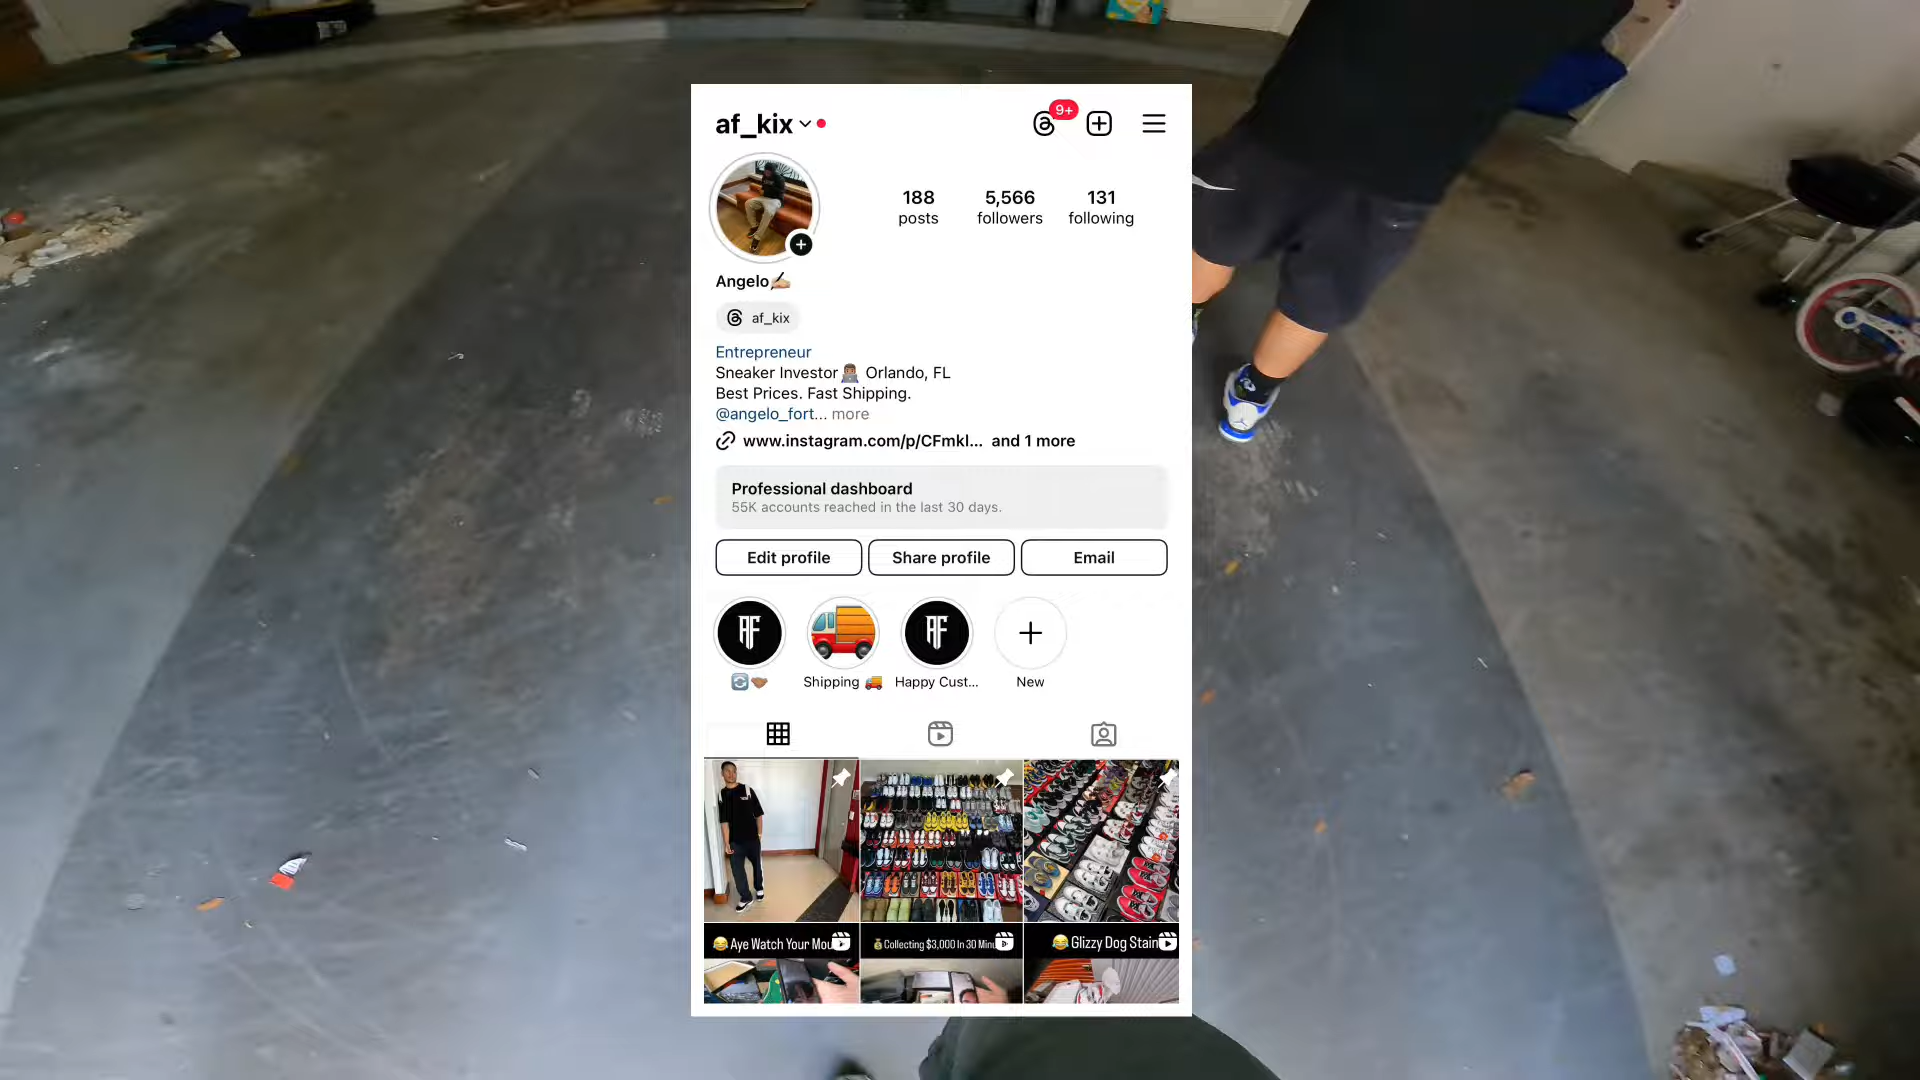 af_kix
9+
188 posts
5,566 followers
131 following
Angelo✍🏼
af_kix
Entrepreneur
Sneaker Investor👨🏽‍💻 Orlando, FL
Best Prices. Fast Shipping.
@angelo_fort... more
www.instagram.com/p/CFmkl... and 1 more
Professional dashboard
55K accounts reached in the last 30 days.
Edit profile
Share profile
Email
AF
AF
🔄🤝🏽
Shipping 🚚
Happy Cust...
New
😂Aye Watch Your Mou
💰Collecting $3,000 In 30 Minu
😂Glizzy Dog Stain